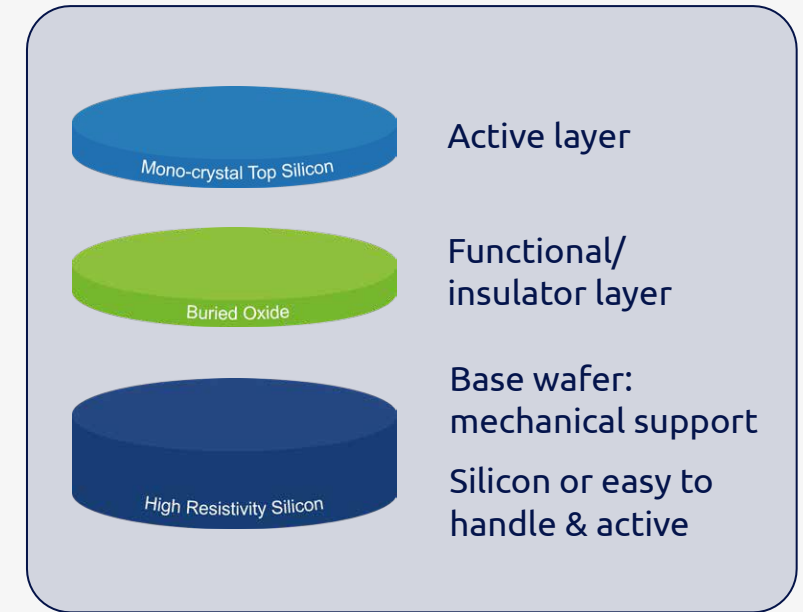 Mono-crystal Top Silicon
Active layer
Buried Oxide
Functional/
insulator layer
High Resistivity Silicon
Base wafer:
mechanical support
Silicon or easy to
handle & active